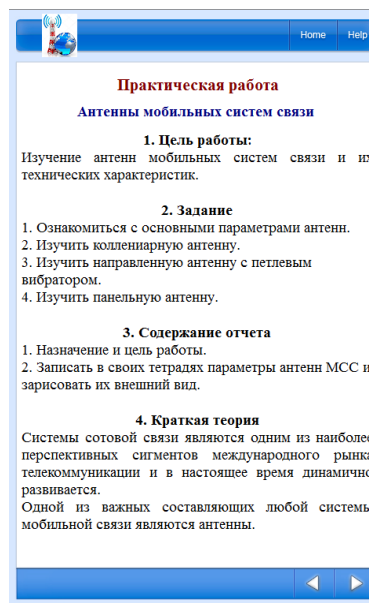 Home Help
Практическая работа
Антенны мобильных систем связи
1. Цель работы:
Изучение антенн мобильных систем связи и их
технических характеристик.
2. Задание
1. Ознакомиться с основными параметрами антенн.
2. Изучить коллениарную антенну.
3. Изучить направленную антенну с петлевым
вибратором.
4. Изучить панельную антенну.
3. Содержание отчета
1. Назначение и цель работы.
2. Записать в своих тетрадях параметры антенн МСС и
зарисовать их внешний вид.
4. Краткая теория
Системы сотовой связи являются одним из наиболее
перспективных сигментов международного рынка
телекоммуникации и в настоящее время динамично
развивается.
Одной из важных составляющих любой системы
мобильной связи являются антенны.